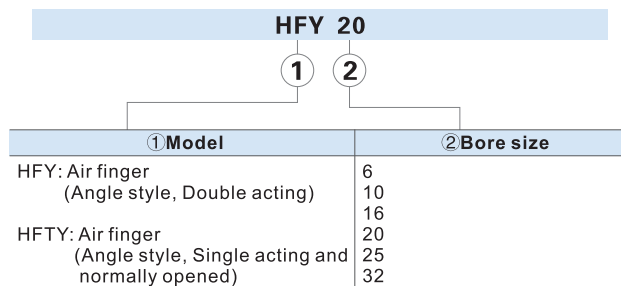 HFY 20
① ②
①Model ②Bore size
HFY: Air finger 6
(Angle style, Double acting) 10
16
HFTY: Air finger 20
(Angle style, Single acting and 25
normally opened) 32